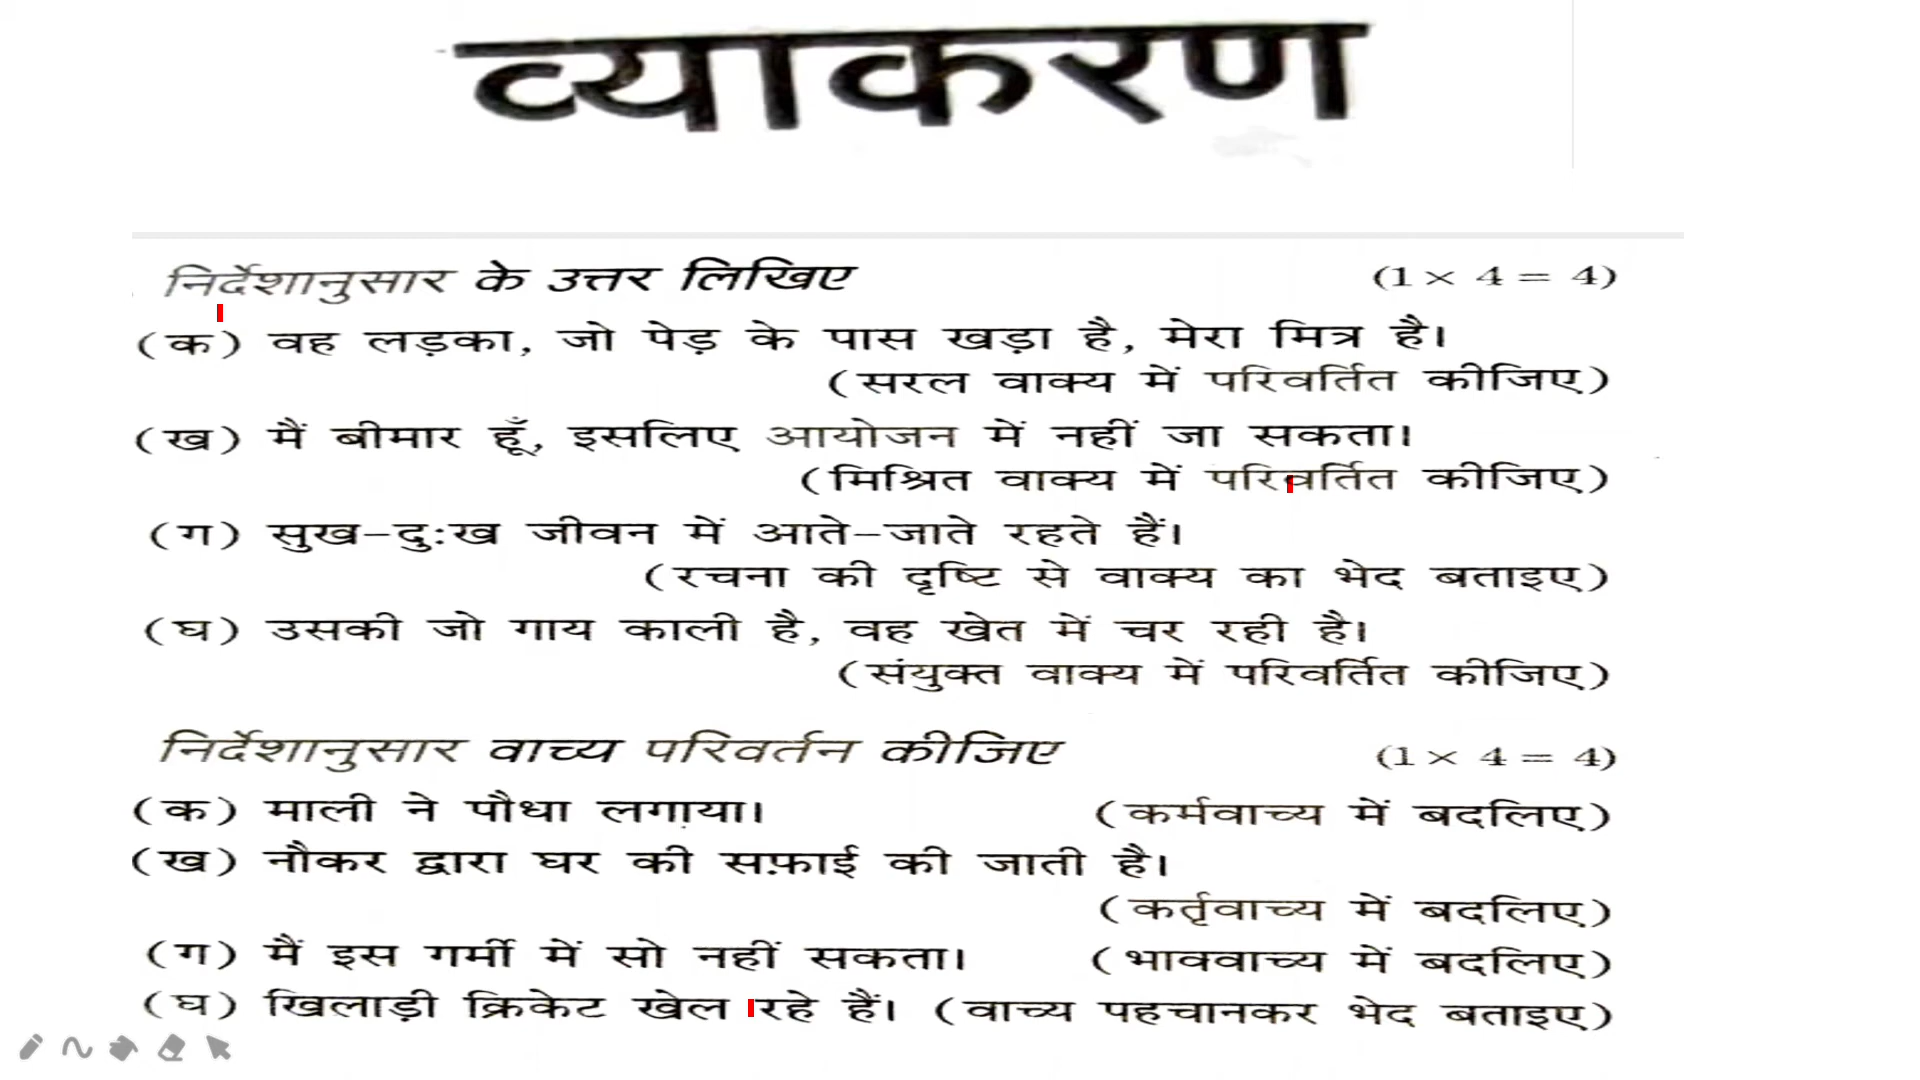 व्याकरण
निर्देशानुसार के उत्तर लिखिए (1 × 4 = 4)
(क) वह लड़का, जो पेड़ के पास खड़ा है, मेरा मित्र है।
(सरल वाक्य में परिवर्तित कीजिए)
(ख) मैं बीमार हूँ, इसलिए आयोजन में नहीं जा सकता।
(मिश्रित वाक्य में परिवर्तित कीजिए)
(ग) सुख-दुःख जीवन में आते-जाते रहते हैं।
(रचना की दृष्टि से वाक्य का भेद बताइए)
(घ) उसकी जो गाय काली है, वह खेत में चर रही है।
(संयुक्त वाक्य में परिवर्तित कीजिए)
निर्देशानुसार वाच्य परिवर्तन कीजिए (1 × 4 = 4)
(क) माली ने पौधा लगाया। (कर्मवाच्य में बदलिए)
(ख) नौकर द्वारा घर की सफ़ाई की जाती है।
(कर्तृवाच्य में बदलिए)
(ग) मैं इस गर्मी में सो नहीं सकता। (भाववाच्य में बदलिए)
(घ) खिलाड़ी क्रिकेट खेल रहे हैं। (वाच्य पहचानकर भेद बताइए)